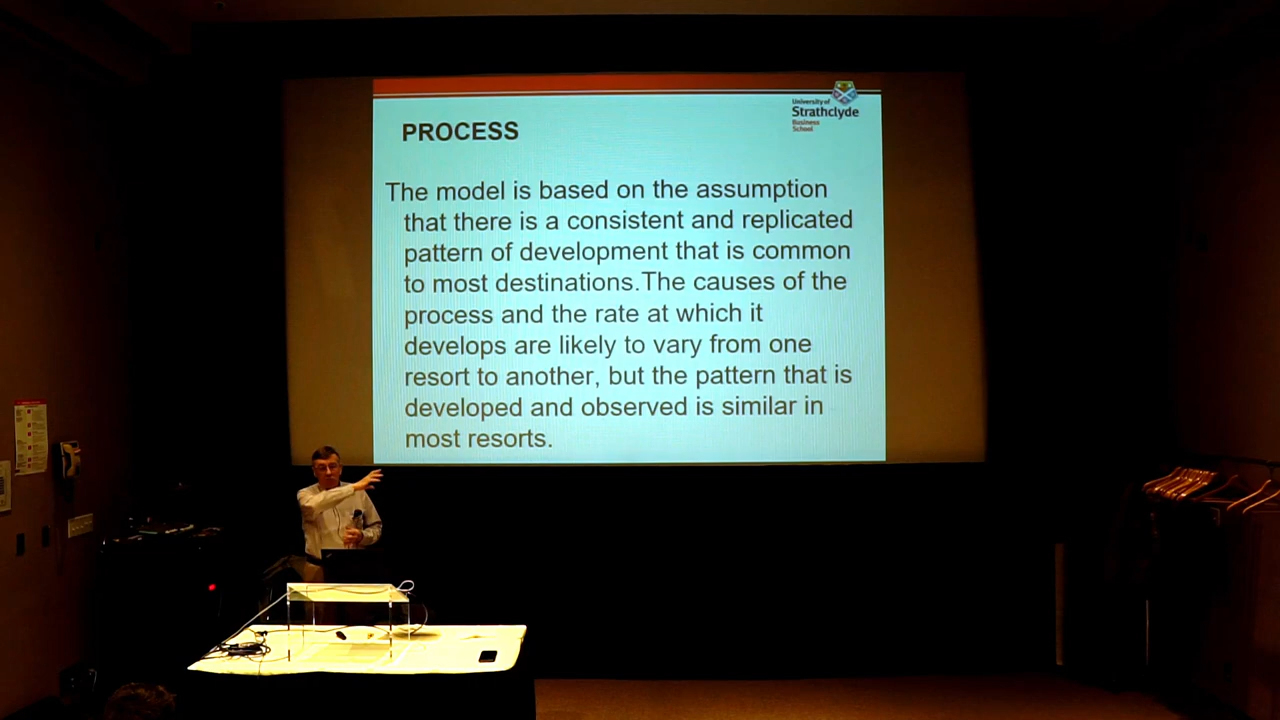 University of
Strathclyde
Business
School
PROCESS
The model is based on the assumption
that there is a consistent and replicated
pattern of development that is common
to most destinations.The causes of the
process and the rate at which it
develops are likely to vary from one
resort to another, but the pattern that is
developed and observed is similar in
most resorts.